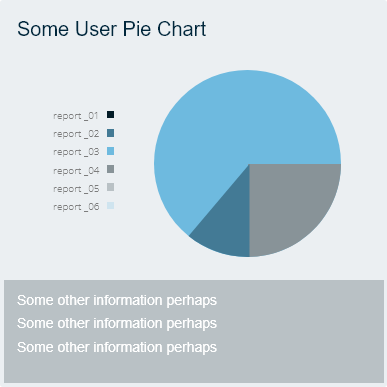 Some User Pie Chart
report _01
report _02
report _03
report _04
report _05
report _06
Some other information perhaps
Some other information perhaps
Some other information perhaps